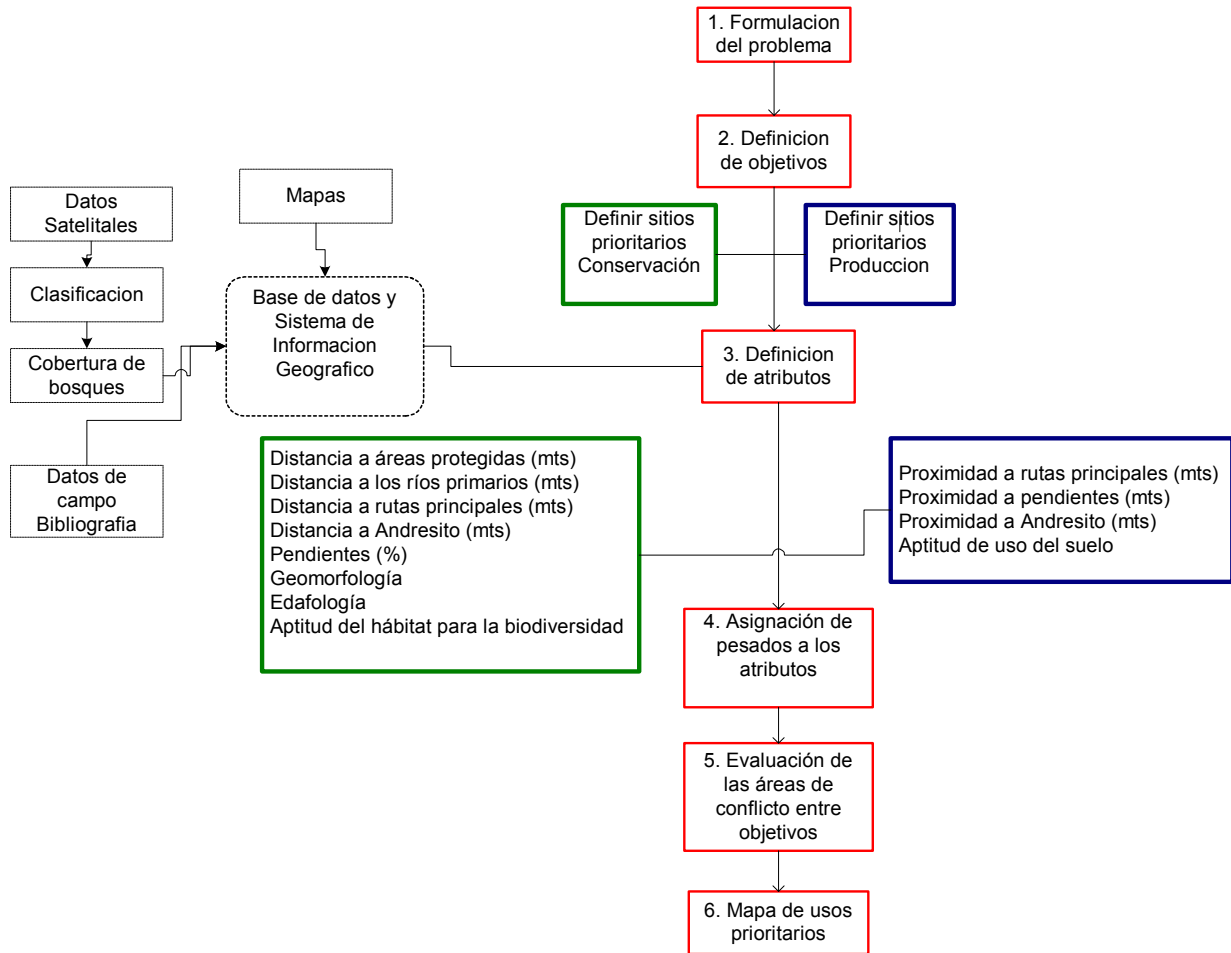 1. Formulacion
del problema
2. Definicion
de objetivos
Definir sitios
prioritarios
Conservación
Definir sitios
prioritarios
Produccion
Datos
Satelitales
Mapas
Clasificacion
Base de datos y
Sistema de
Informacion
Geografico
Cobertura de
bosques
3. Definicion
de atributos
Datos de
campo
Bibliografia
Distancia a áreas protegidas (mts)
Distancia a los ríos primarios (mts)
Distancia a rutas principales (mts)
Distancia a Andresito (mts)
Pendientes (%)
Geomorfología
Edafología
Aptitud del hábitat para la biodiversidad
Proximidad a rutas principales (mts)
Proximidad a pendientes (mts)
Proximidad a Andresito (mts)
Aptitud de uso del suelo
4. Asignación de
pesados a los
atributos
5. Evaluación de
las áreas de
conflicto entre
objetivos
6. Mapa de usos
prioritarios